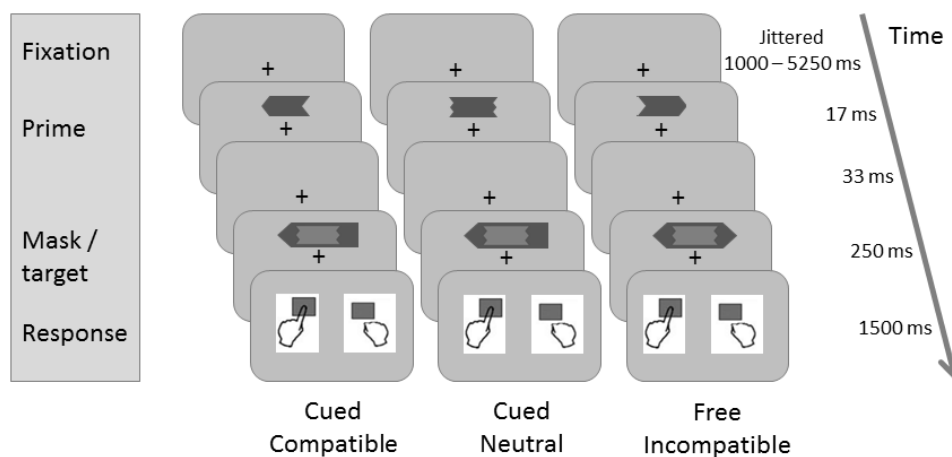 Fixation
Prime
Mask /
target
Response
Jittered
1000 – 5250 ms
Time
17 ms
33 ms
250 ms
1500 ms
Cued
Compatible
Cued
Neutral
Free
Incompatible